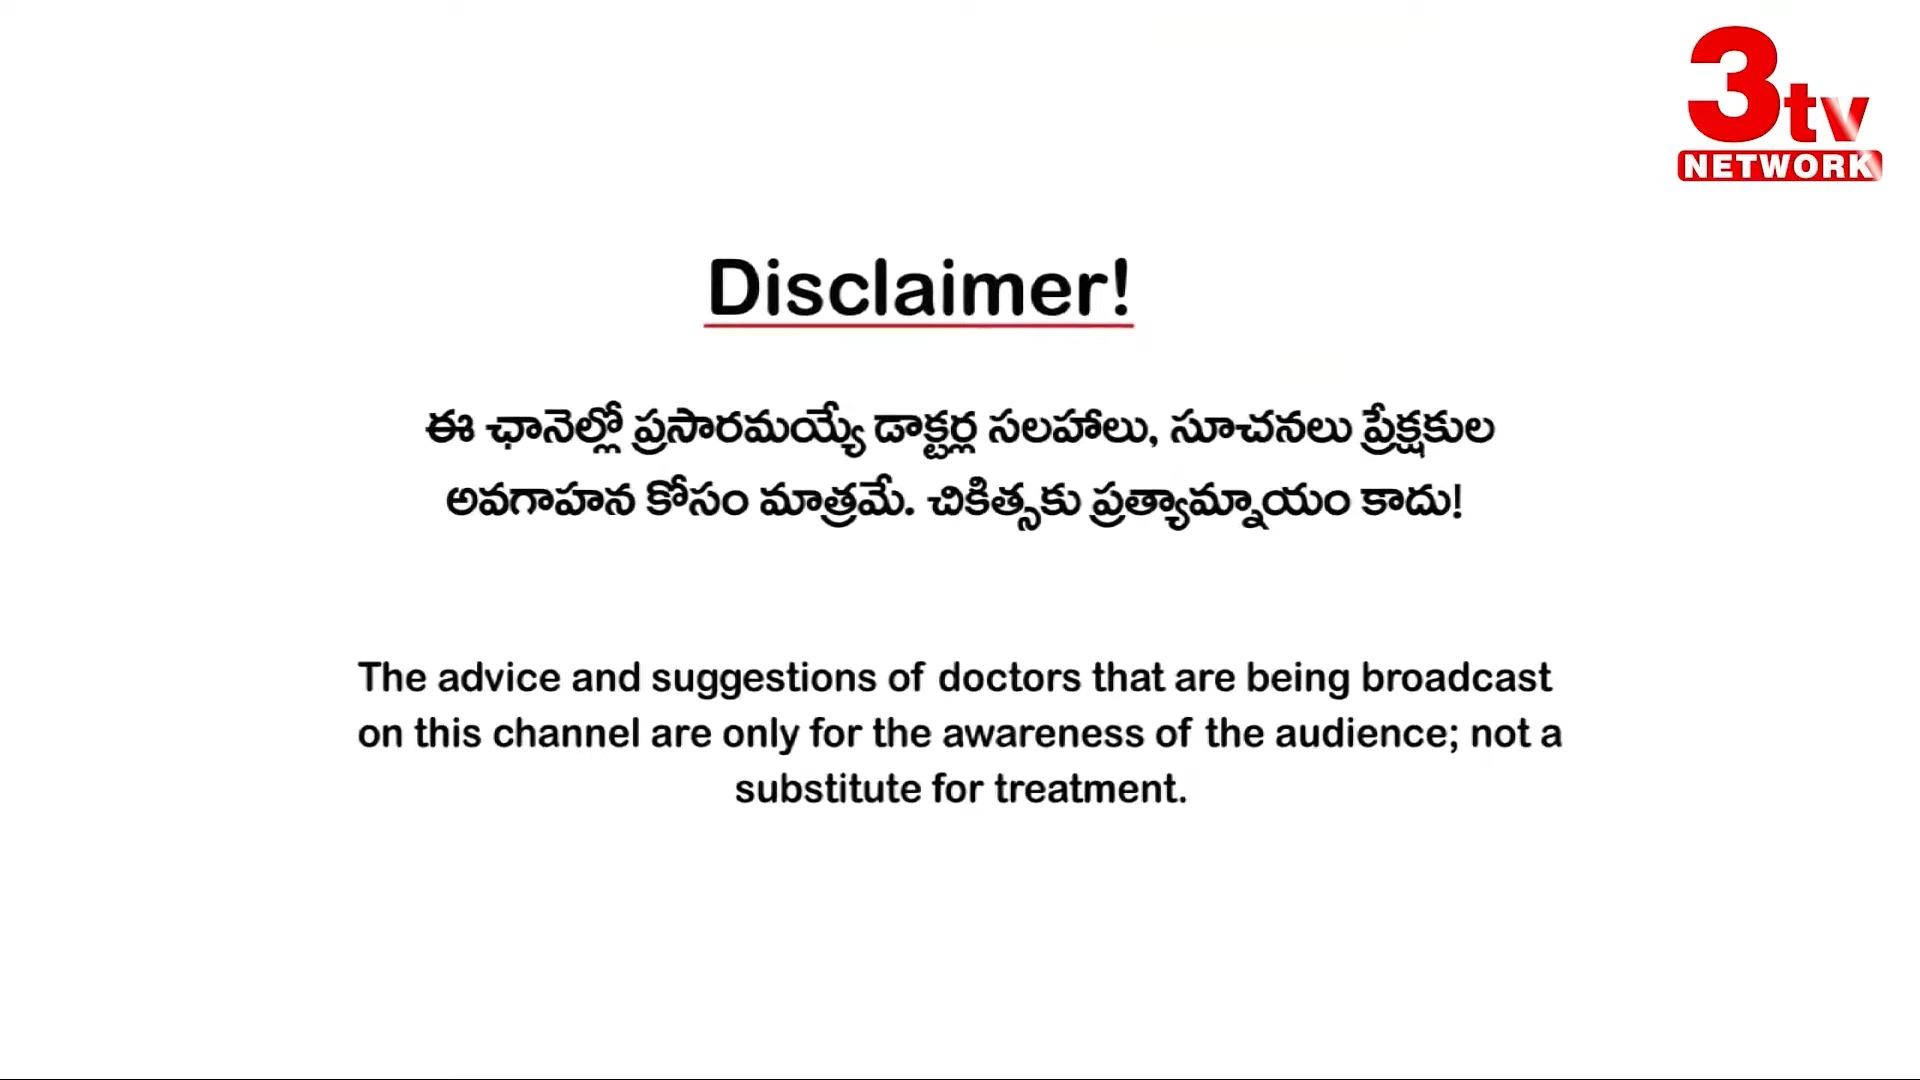 3tv
NETWORK
Disclaimer!
ఈ ఛానెల్లో ప్రసారమయ్యే డాక్టర్ల సలహాలు, సూచనలు ప్రేక్షకుల
అవగాహన కోసం మాత్రమే. చికిత్సకు ప్రత్యామ్నాయం కాదు!
The advice and suggestions of doctors that are being broadcast
on this channel are only for the awareness of the audience; not a
substitute for treatment.